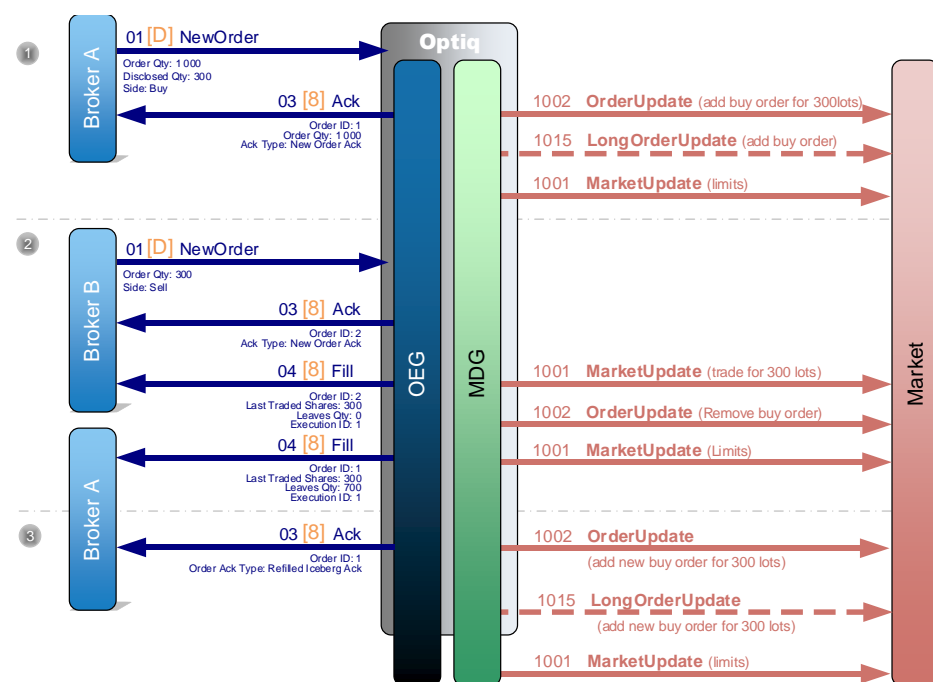 Optiq
1
Broker A
01 [D] NewOrder
Order Qty: 1 000
Disclosed Qty: 300
Side: Buy
03 [8] Ack
Order ID: 1
Order Qty: 1 000
Ack Type: New Order Ack
1002 OrderUpdate (add buy order for 300lots)
1015 LongOrderUpdate (add buy order)
1001 MarketUpdate (limits)
2
Broker B
01 [D] NewOrder
Order Qty: 300
Side: Sell
03 [8] Ack
Order ID: 2
Ack Type: New Order Ack
04 [8] Fill
Order ID: 2
Last Traded Shares: 300
Leaves Qty: 0
Execution ID: 1
OEG
MDG
Market
1001 MarketUpdate (trade for 300 lots)
1002 OrderUpdate (Remove buy order)
Broker A
04 [8] Fill
Order ID: 1
Last Traded Shares: 300
Leaves Qty: 700
Execution ID: 1
1001 MarketUpdate (Limits)
3
03 [8] Ack
Order ID: 1
Order Ack Type: Refilled Iceberg Ack
1002 OrderUpdate
(add new buy order for 300 lots)
1015 LongOrderUpdate
(add new buy order for 300 lots)
1001 MarketUpdate (limits)